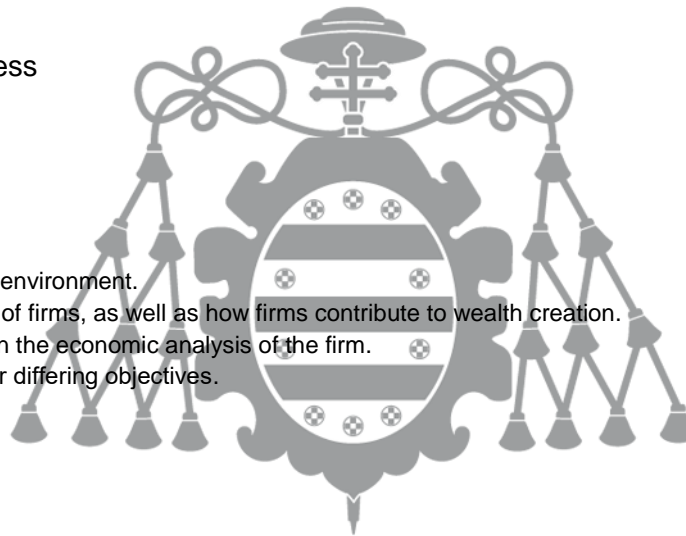 ess
environment.
of firms, as well as how firms contribute to wealth creation.
n the economic analysis of the firm.
r differing objectives.